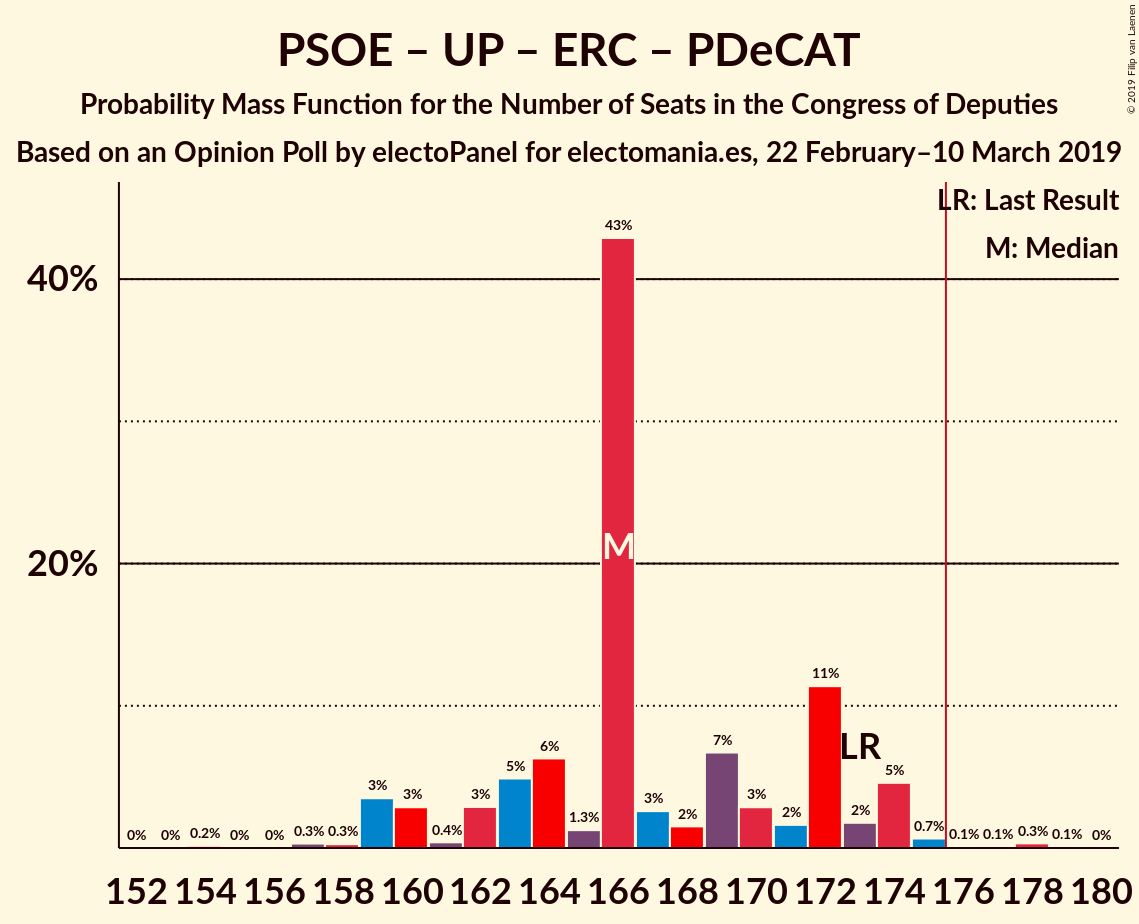 PSOE – UP – ERC – PDeCAT
Probability Mass Function for the Number of Seats in the Congress of Deputies
Based on an Opinion Poll by electoPanel for electomania.es, 22 February–10 March 2019
© 2019 Filip van Laenen
LR: Last Result
M: Median
40%
20%
0% 0% 0.2% 0% 0% 0.3% 0.3% 3% 3% 0.4% 3% 5% 6% 1.3% 43% 3% 2% 7% 3% 2% 11% 2% 5% 0.7% 0.1% 0.1% 0.3% 0.1% 0%
M
LR
152 154 156 158 160 162 164 166 168 170 172 174 176 178 180